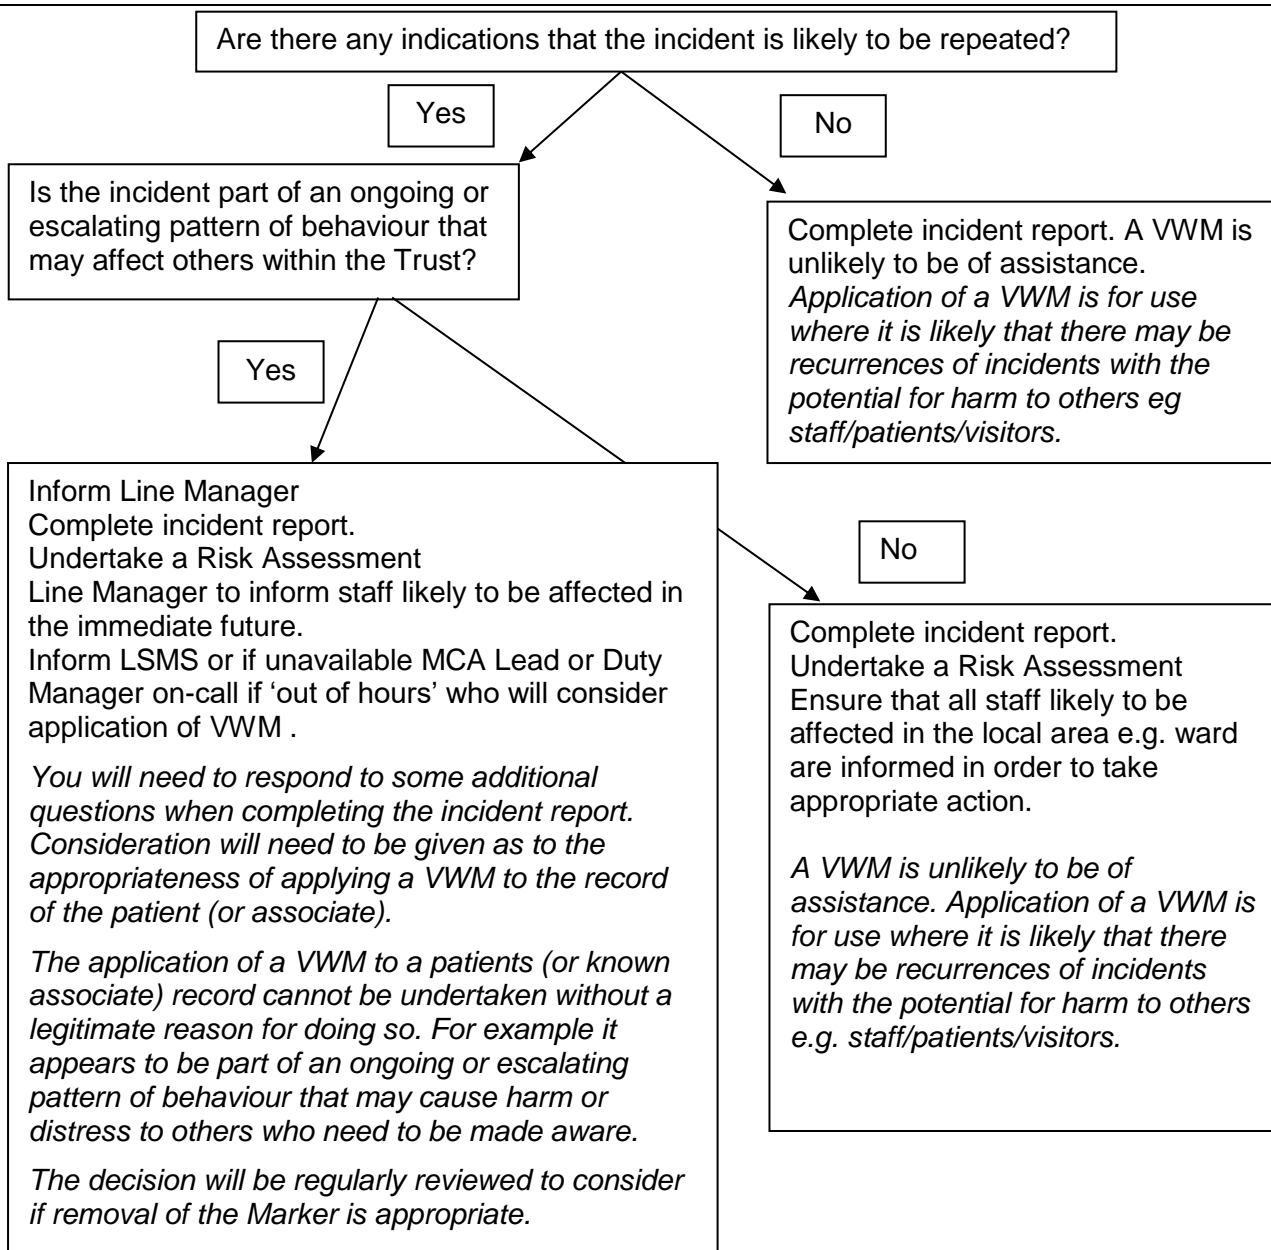 Are there any indications that the incident is likely to be repeated?
Yes
No
Is the incident part of an ongoing or
escalating pattern of behaviour that
may affect others within the Trust?
Complete incident report. A VWM is
unlikely to be of assistance.
Application of a VWM is for use
where it is likely that there may be
recurrences of incidents with the
potential for harm to others eg
staff/patients/visitors.
Yes
No
Inform Line Manager
Complete incident report.
Undertake a Risk Assessment
Line Manager to inform staff likely to be affected in
the immediate future.
Inform LSMS or if unavailable MCA Lead or Duty
Manager on-call if ‘out of hours’ who will consider
application of VWM .
You will need to respond to some additional
questions when completing the incident report.
Consideration will need to be given as to the
appropriateness of applying a VWM to the record
of the patient (or associate).
The application of a VWM to a patients (or known
associate) record cannot be undertaken without a
legitimate reason for doing so. For example it
appears to be part of an ongoing or escalating
pattern of behaviour that may cause harm or
distress to others who need to be made aware.
The decision will be regularly reviewed to consider
if removal of the Marker is appropriate.
Complete incident report.
Undertake a Risk Assessment
Ensure that all staff likely to be
affected in the local area e.g. ward
are informed in order to take
appropriate action.
A VWM is unlikely to be of
assistance. Application of a VWM is
for use where it is likely that there
may be recurrences of incidents
with the potential for harm to others
e.g. staff/patients/visitors.